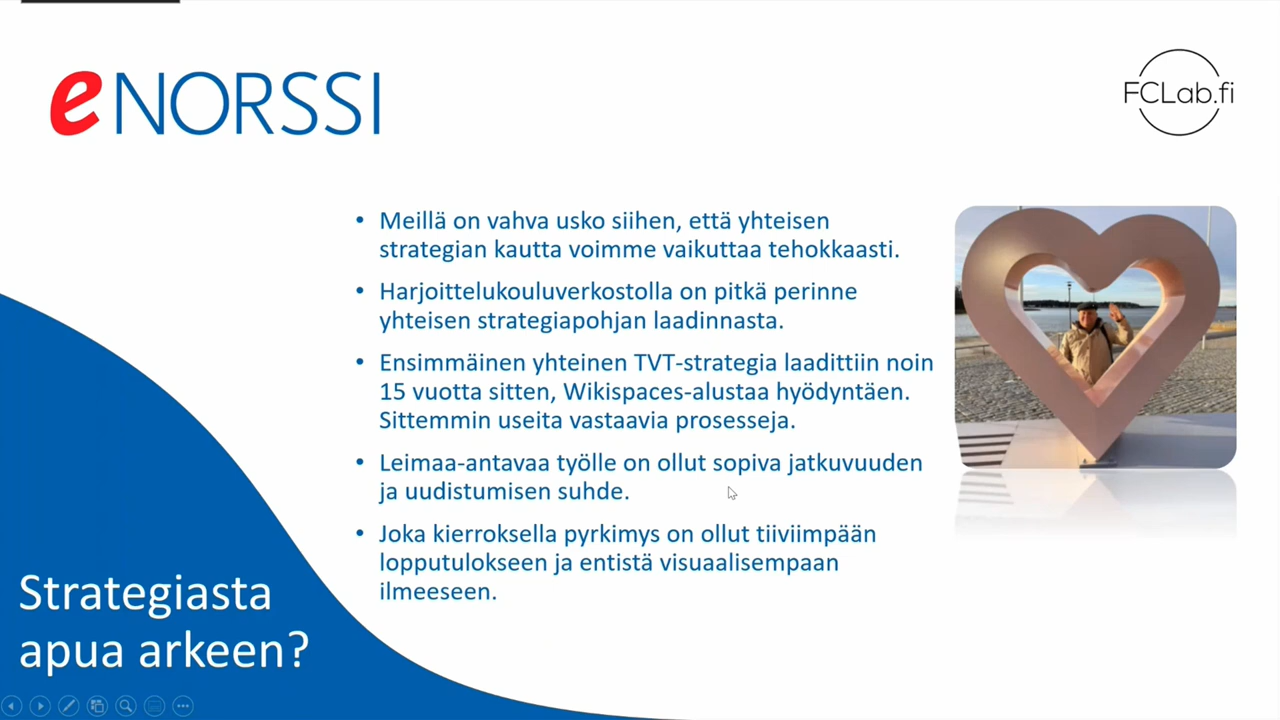 eNORSSI
FCLab.fi
• Meillä on vahva usko siihen, että yhteisen
strategian kautta voimme vaikuttaa tehokkaasti.
• Harjoittelukouluverkostolla on pitkä perinne
yhteisen strategiapohjan laadinnasta.
• Ensimmäinen yhteinen TVT-strategia laadittiin noin
15 vuotta sitten, Wikispaces-alustaa hyödyntäen.
Sittemmin useita vastaavia prosesseja.
• Leimaa-antavaa työlle on ollut sopiva jatkuvuuden
ja uudistumisen suhde.
• Joka kierroksella pyrkimys on ollut tiiviimpään
lopputulokseen ja entistä visuaalisempaan
ilmeeseen.
Strategiasta
apua arkeen?